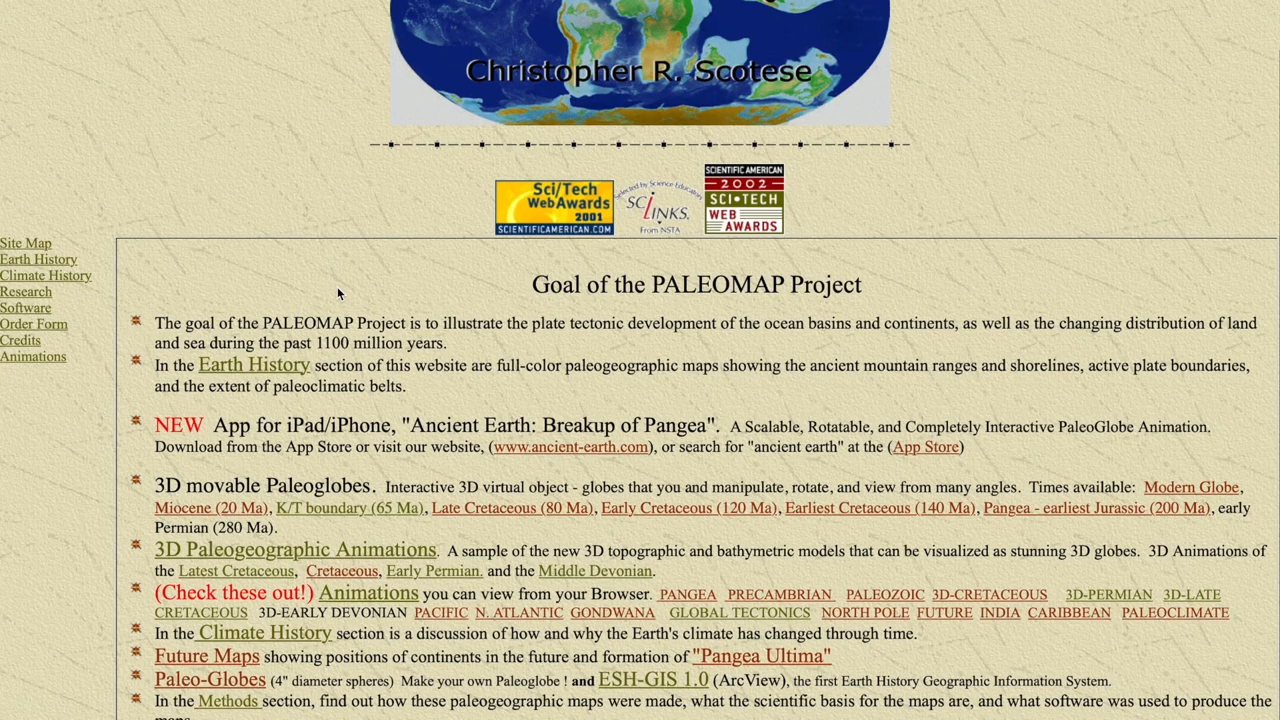 Christopher R. Scotese
Sci/Tech
Web Awards
2001
SCIENTIFICAMERICAN.COM
Selected by Science Educators
SCiLINKS®
From NSTA
SCIENTIFIC AMERICAN
2002
SCI•TECH
WEB
AWARDS
Site Map
Earth History
Climate History
Research
Software
Order Form
Credits
Animations
Goal of the PALEOMAP Project
The goal of the PALEOMAP Project is to illustrate the plate tectonic development of the ocean basins and continents, as well as the changing distribution of land
and sea during the past 1100 million years.
In the Earth History section of this website are full-color paleogeographic maps showing the ancient mountain ranges and shorelines, active plate boundaries,
and the extent of paleoclimatic belts.
NEW App for iPad/iPhone, "Ancient Earth: Breakup of Pangea". A Scalable, Rotatable, and Completely Interactive PaleoGlobe Animation.
Download from the App Store or visit our website, (www.ancient-earth.com), or search for "ancient earth" at the (App Store)
3D movable Paleoglobes. Interactive 3D virtual object - globes that you and manipulate, rotate, and view from many angles. Times available: Modern Globe,
Miocene (20 Ma), K/T boundary (65 Ma), Late Cretaceous (80 Ma), Early Cretaceous (120 Ma), Earliest Cretaceous (140 Ma), Pangea - earliest Jurassic (200 Ma), early
Permian (280 Ma).
3D Paleogeographic Animations. A sample of the new 3D topographic and bathymetric models that can be visualized as stunning 3D globes. 3D Animations of
the Latest Cretaceous, Cretaceous, Early Permian. and the Middle Devonian.
(Check these out!) Animations you can view from your Browser. PANGEA PRECAMBRIAN PALEOZOIC 3D-CRETACEOUS 3D-PERMIAN 3D-LATE
CRETACEOUS 3D-EARLY DEVONIAN PACIFIC N. ATLANTIC GONDWANA GLOBAL TECTONICS NORTH POLE FUTURE INDIA CARIBBEAN PALEOCLIMATE
In the Climate History section is a discussion of how and why the Earth's climate has changed through time.
Future Maps showing positions of continents in the future and formation of "Pangea Ultima"
Paleo-Globes (4" diameter spheres) Make your own Paleoglobe ! and ESH-GIS 1.0 (ArcView), the first Earth History Geographic Information System.
In the Methods section, find out how these paleogeographic maps were made, what the scientific basis for the maps are, and what software was used to produce the
maps.